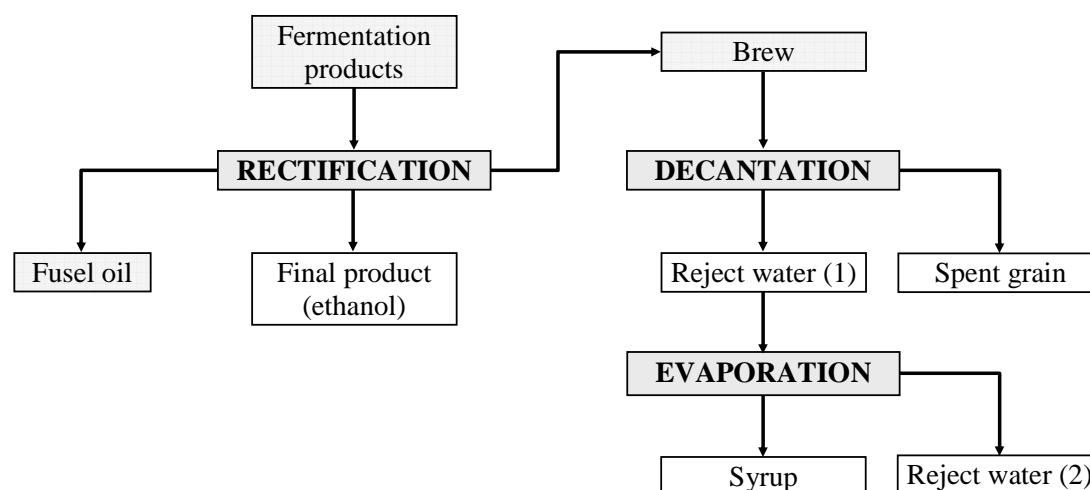 Fermentation
products
Brew
RECTIFICATION
DECANTATION
Fusel oil
Final product
(ethanol)
Reject water (1)
Spent grain
EVAPORATION
Syrup
Reject water (2)